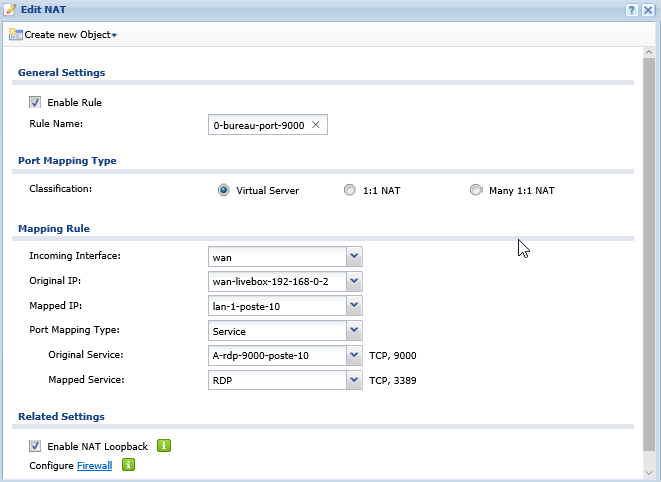 Edit NAT
Create new Object
General Settings
Enable Rule
Rule Name: 0-bureau-port-9000
Port Mapping Type
Classification: Virtual Server 1:1 NAT Many 1:1 NAT
Mapping Rule
Incoming Interface: wan
Original IP: wan-livebox-192-168-0-2
Mapped IP: lan-1-poste-10
Port Mapping Type: Service
Original Service: A-rdp-9000-poste-10 TCP, 9000
Mapped Service: RDP TCP, 3389
Related Settings
Enable NAT Loopback
Configure Firewall